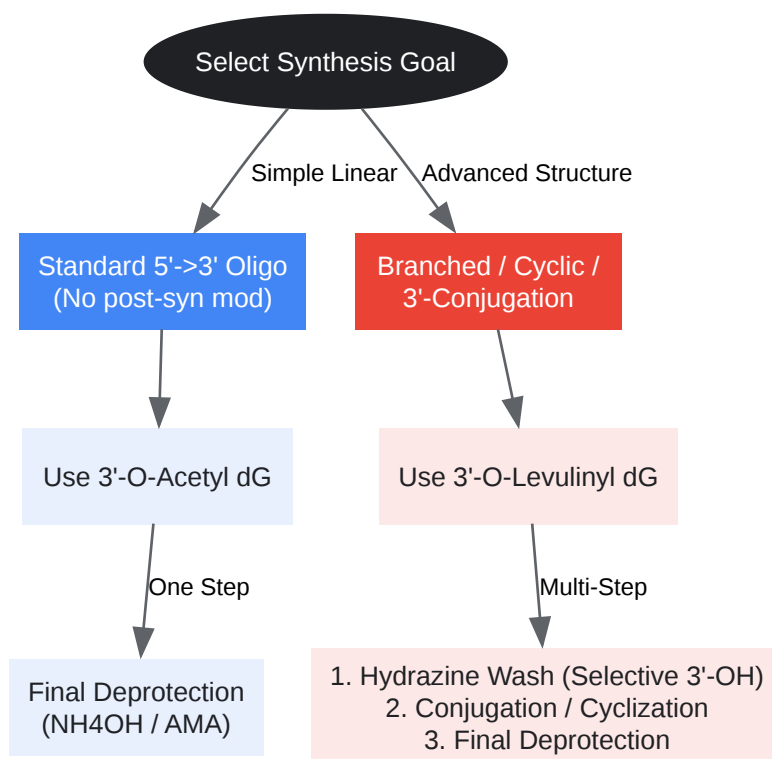 Select Synthesis Goal
Simple Linear
Advanced Structure
Standard 5'->3' Oligo
(No post-syn mod)
Branched / Cyclic /
3'-Conjugation
Use 3'-O-Acetyl dG
Use 3'-O-Levulinyl dG
One Step
Multi-Step
Final Deprotection
(NH4OH / AMA)
1. Hydrazine Wash (Selective 3'-OH)
2. Conjugation / Cyclization
3. Final Deprotection